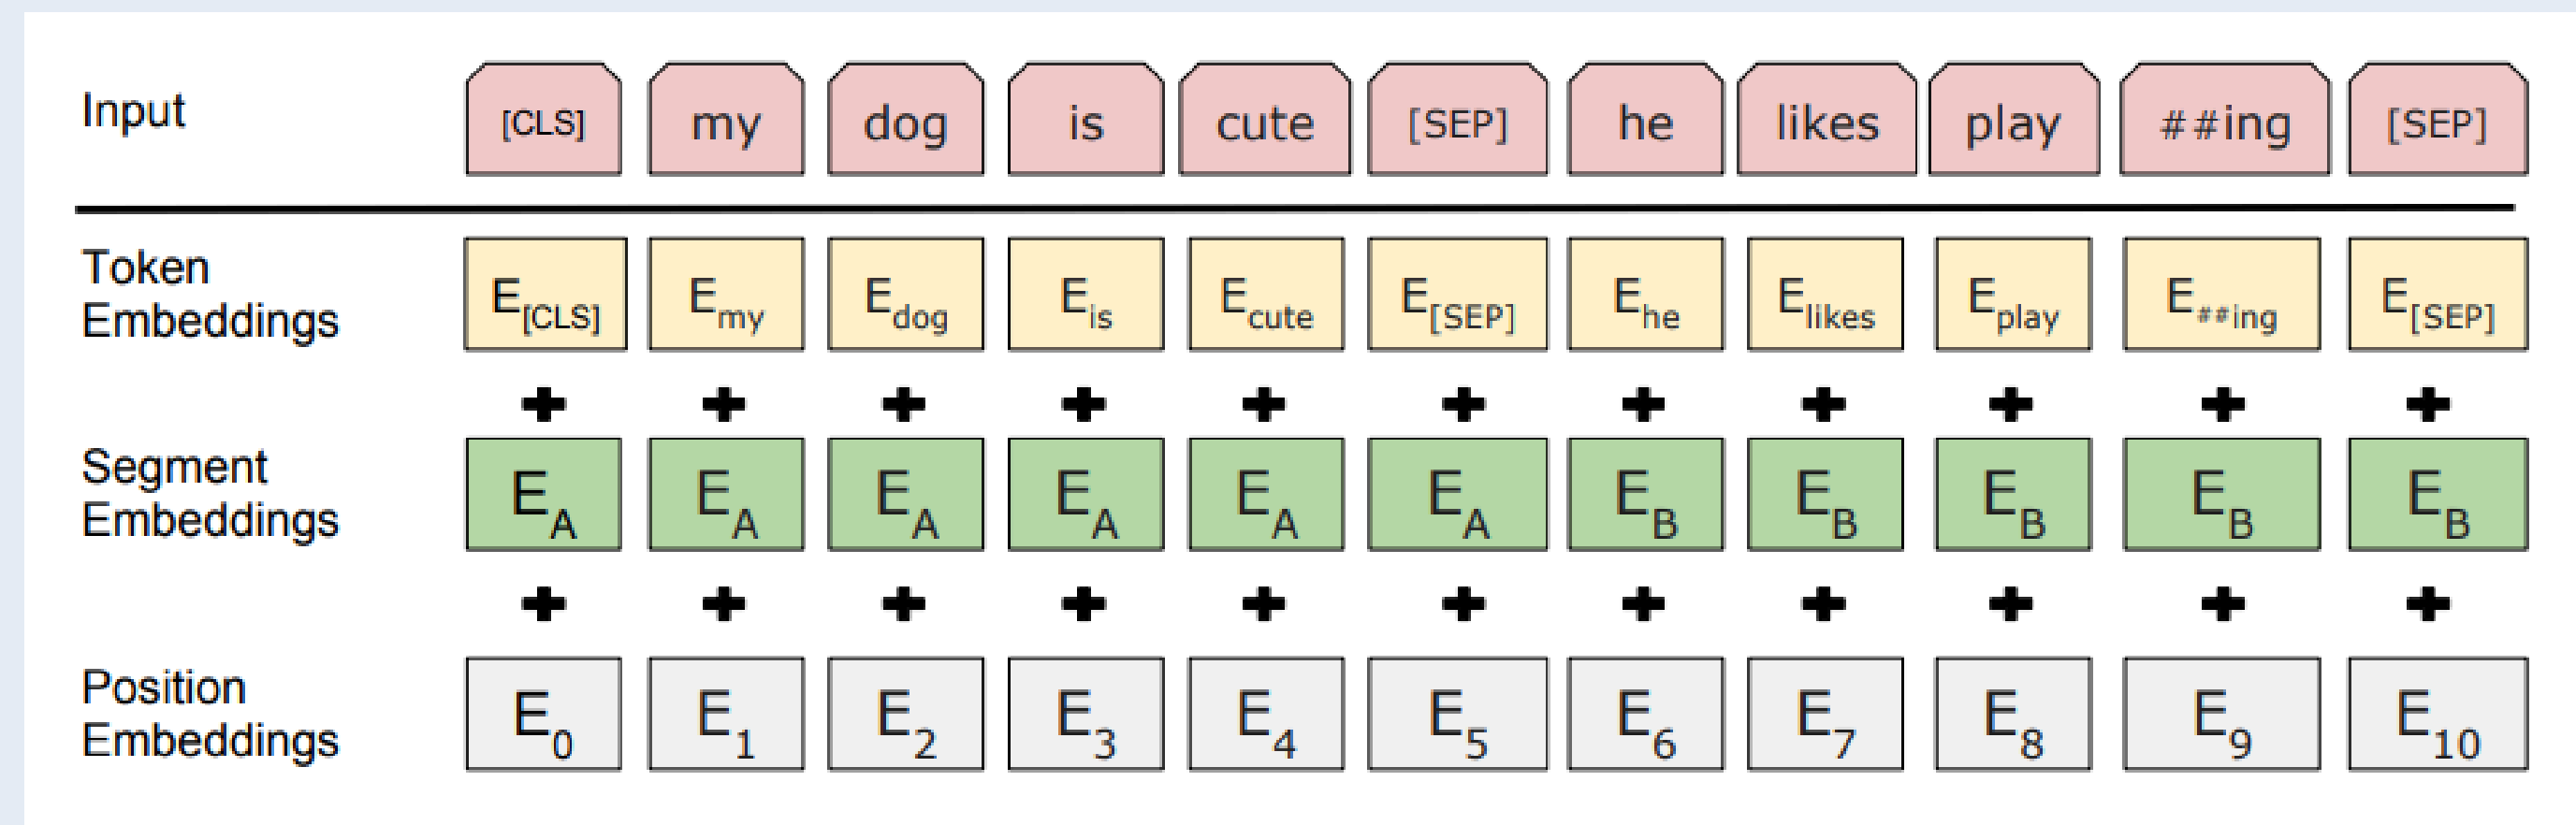 Input [CLS] my dog is cute [SEP] he likes play ##ing [SEP]
Token
Embeddings E[CLS] Emy Edog Eis Ecute E[SEP] Ehe Elikes Eplay E##ing E[SEP]
+ + + + + + + + + + +
Segment
Embeddings EA EA EA EA EA EA EB EB EB EB EB
+ + + + + + + + + + +
Position
Embeddings E0 E1 E2 E3 E4 E5 E6 E7 E8 E9 E10